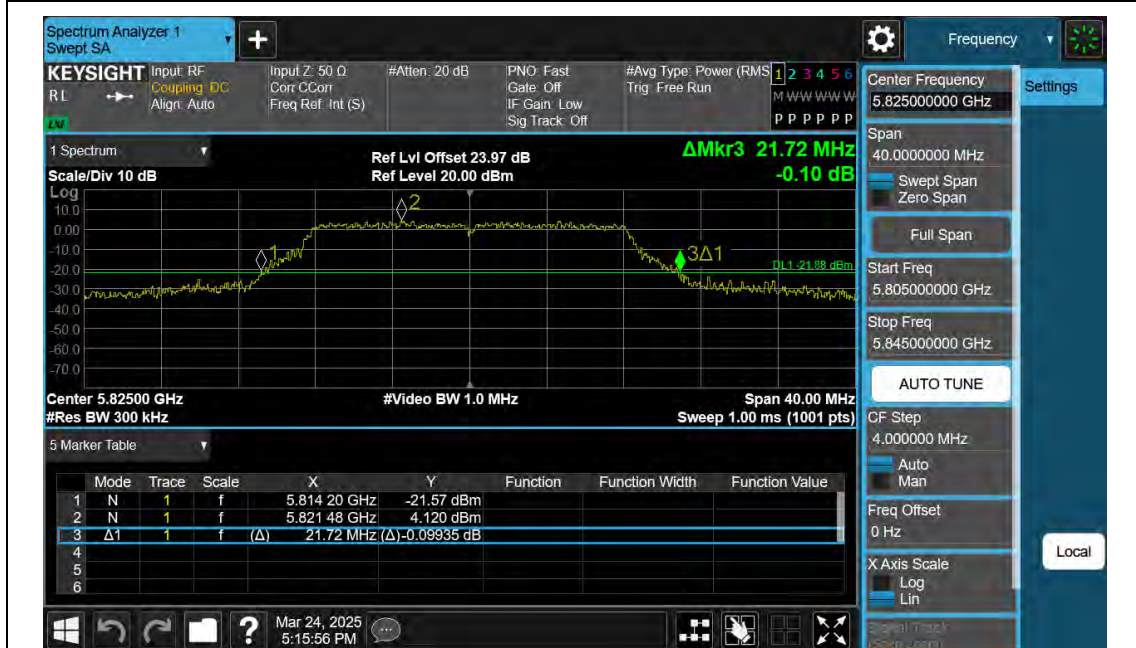 Spectrum Analyzer 1
Swept SA
+
Frequency
KEYSIGHT
RL
LXI
Input: RF
Coupling: DC
Align: Auto
Input Z: 50 Ω
Corr CCorr
Freq Ref: Int (S)
#Atten: 20 dB
PNO: Fast
Gate: Off
IF Gain: Low
Sig Track: Off
#Avg Type: Power (RMS
Trig: Free Run
1 2 3 4 5 6
M W W W W W
P P P P P P
1 Spectrum
Scale/Div 10 dB
Ref Lvl Offset 23.97 dB
Ref Level 20.00 dBm
ΔMkr3 21.72 MHz
-0.10 dB
Log
10.0
0.00
-10.0
-20.0
-30.0
-40.0
-50.0
-60.0
-70.0
1
2
3Δ1
DL1 -21.88 dBm
Center 5.82500 GHz
#Video BW 1.0 MHz
Span 40.00 MHz
#Res BW 300 kHz
Sweep 1.00 ms (1001 pts)
5 Marker Table
Mode Trace Scale X Y Function Function Width Function Value
1 N 1 f 5.814 20 GHz -21.57 dBm
2 N 1 f 5.821 48 GHz 4.120 dBm
3 Δ1 1 f (Δ) 21.72 MHz (Δ) -0.09935 dB
4
5
6
Mar 24, 2025
5:15:56 PM
?
Center Frequency
5.825000000 GHz
Settings
Span
40.0000000 MHz
Swept Span
Zero Span
Full Span
Start Freq
5.805000000 GHz
Stop Freq
5.845000000 GHz
AUTO TUNE
CF Step
4.000000 MHz
Auto
Man
Freq Offset
0 Hz
X Axis Scale
Log
Lin
Local
Signal Track
(Span Zoom)